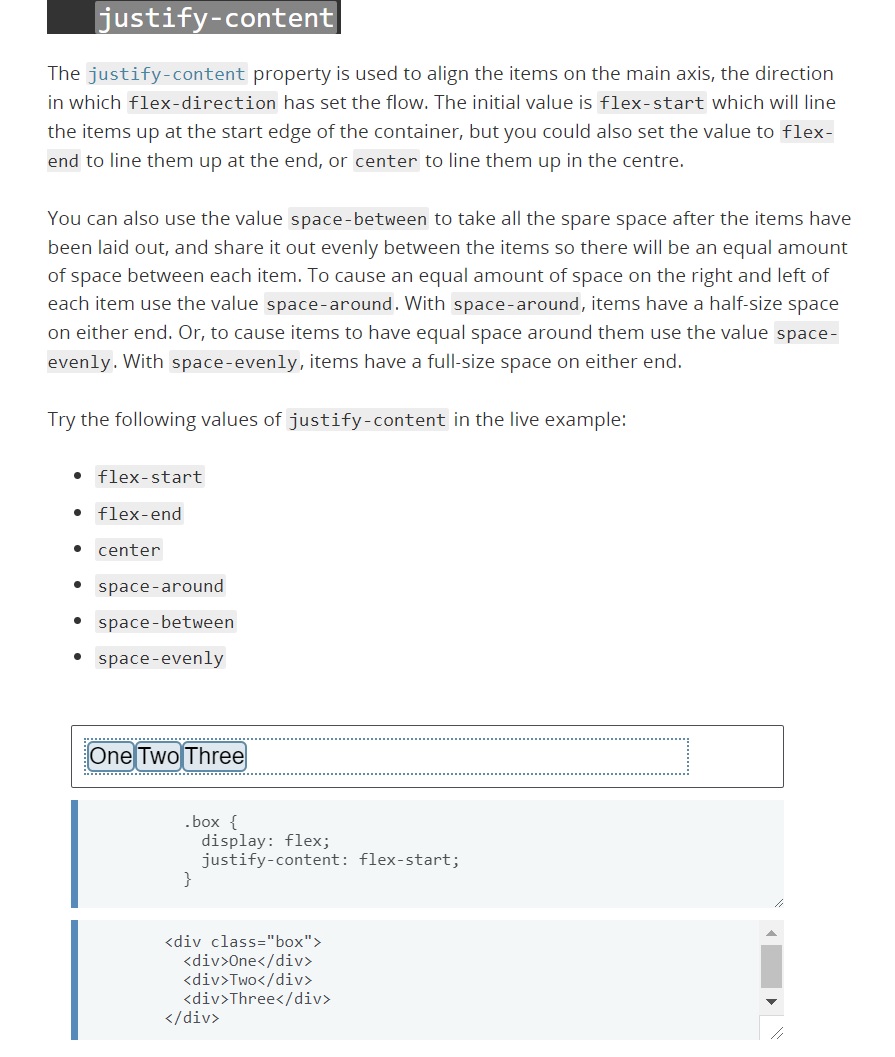 justify-content
The justify-content property is used to align the items on the main axis, the direction
in which flex-direction has set the flow. The initial value is flex-start which will line
the items up at the start edge of the container, but you could also set the value to flex-
end to line them up at the end, or center to line them up in the centre.
You can also use the value space-between to take all the spare space after the items have
been laid out, and share it out evenly between the items so there will be an equal amount
of space between each item. To cause an equal amount of space on the right and left of
each item use the value space-around. With space-around, items have a half-size space
on either end. Or, to cause items to have equal space around them use the value space-
evenly. With space-evenly, items have a full-size space on either end.
Try the following values of justify-content in the live example:
• flex-start
• flex-end
• center
• space-around
• space-between
• space-evenly
One Two Three
.box {
  display: flex;
  justify-content: flex-start;
}
<div class="box">
  <div>One</div>
  <div>Two</div>
  <div>Three</div>
</div>